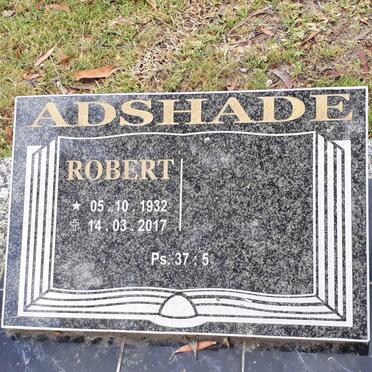 ADSHADE
ROBERT
★ 05 . 10 . 1932
✝ 14 . 03 . 2017
Ps. 37 : 5.